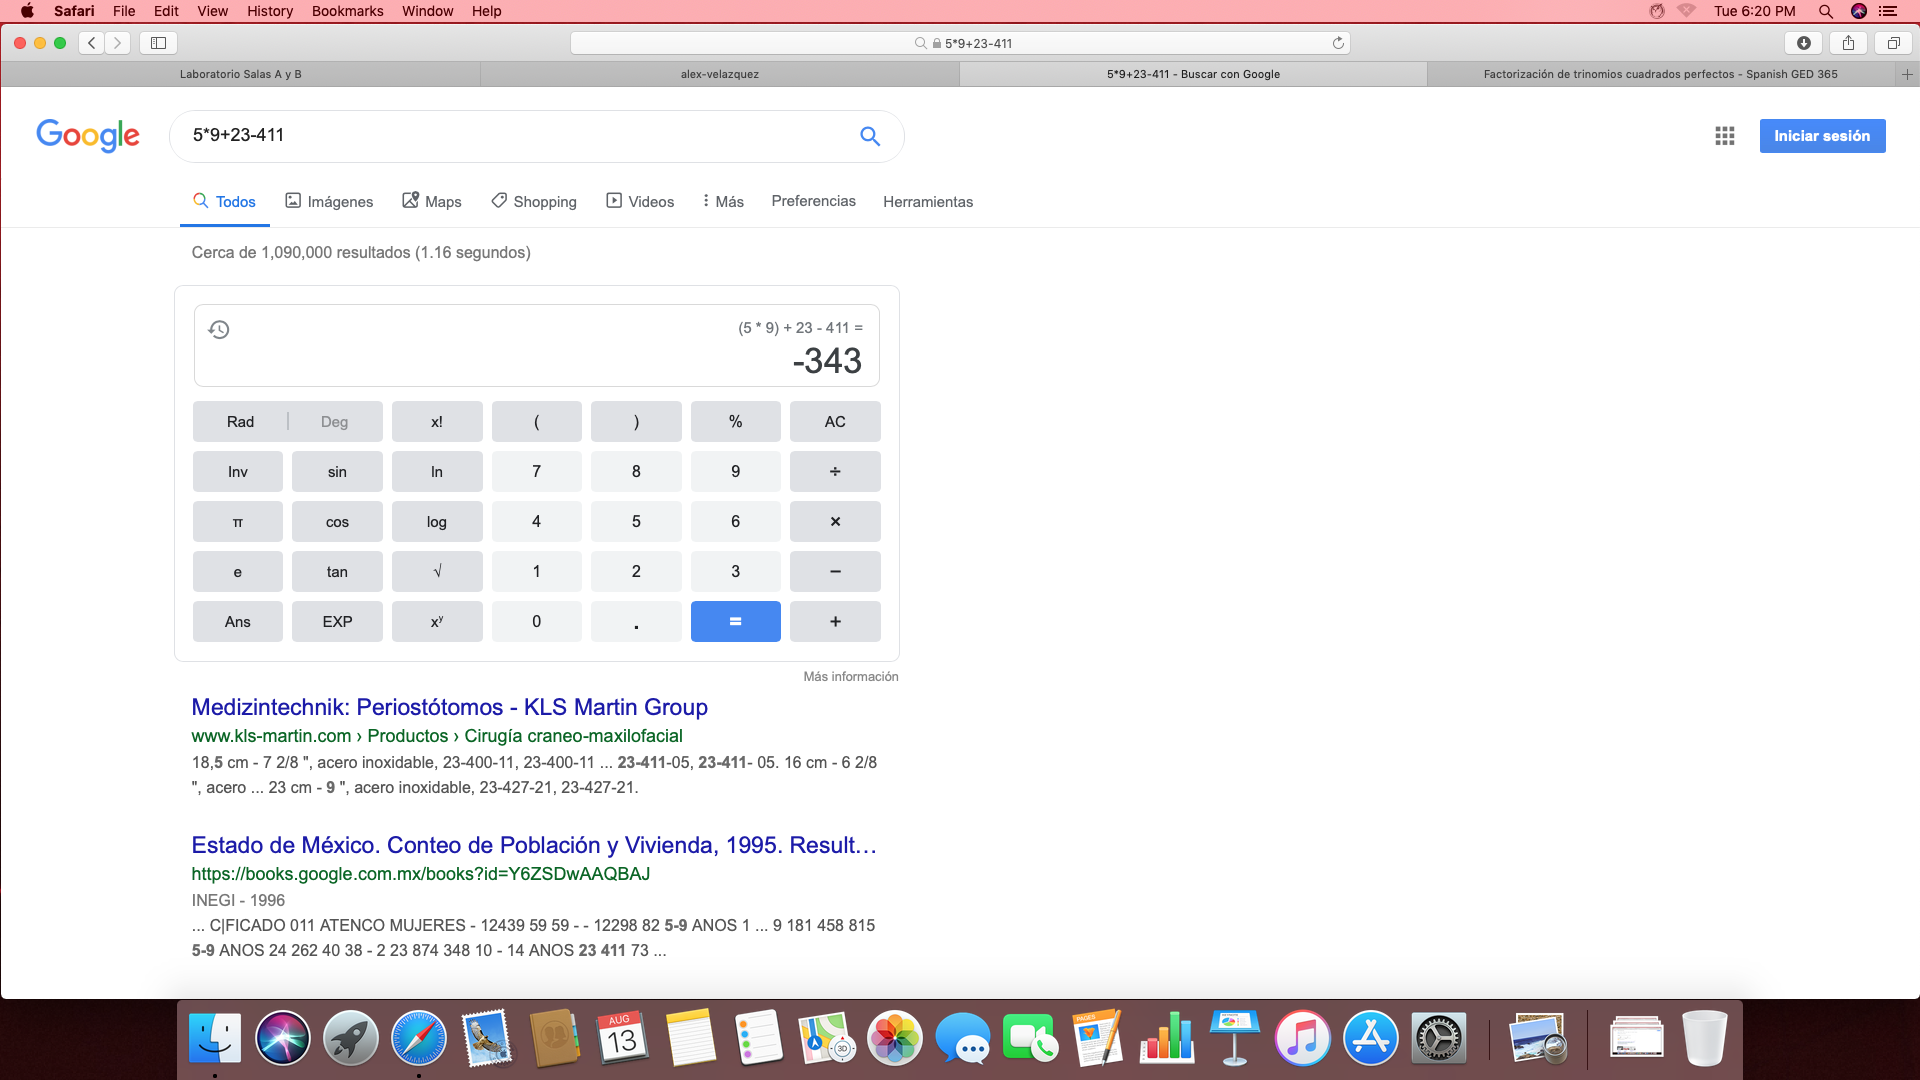 Safari File Edit View History Bookmarks Window Help Tue 6:20 PM
5*9+23-411
Laboratorio Salas A y B alex-velazquez 5*9+23-411 - Buscar con Google Factorización de trinomios cuadrados perfectos - Spanish GED 365
Google 5*9+23-411 Iniciar sesión
Todos Imágenes Maps Shopping Videos Más Preferencias Herramientas
Cerca de 1,090,000 resultados (1.16 segundos)
(5 * 9) + 23 - 411 =
-343
Rad | Deg x! ( ) % AC
Inv sin ln 7 8 9 ÷
π cos log 4 5 6 ×
e tan √ 1 2 3 −
Ans EXP xʸ 0 . = +
Más información
Medizintechnik: Periostótomos - KLS Martin Group
www.kls-martin.com › Productos › Cirugía craneo-maxilofacial
18,5 cm - 7 2/8 ", acero inoxidable, 23-400-11, 23-400-11 ... 23-411-05, 23-411- 05. 16 cm - 6 2/8
", acero ... 23 cm - 9 ", acero inoxidable, 23-427-21, 23-427-21.
Estado de México. Conteo de Población y Vivienda, 1995. Result...
https://books.google.com.mx/books?id=Y6ZSDwAAQBAJ
INEGI - 1996
... C|FICADO 011 ATENCO MUJERES - 12439 59 59 - - 12298 82 5-9 ANOS 1 ... 9 181 458 815
5-9 ANOS 24 262 40 38 - 2 23 874 348 10 - 14 ANOS 23 411 73 ...
AUG
13
3D
PAGES